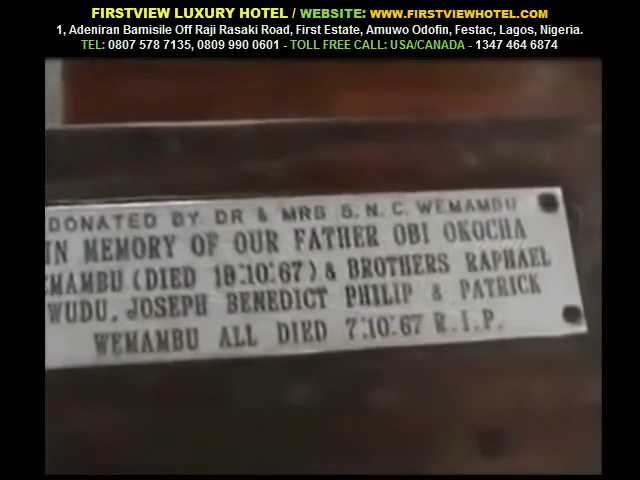 FIRSTVIEW LUXURY HOTEL / WEBSITE: WWW.FIRSTVIEWHOTEL.COM
1, Adeniran Bamisile Off Raji Rasaki Road, First Estate, Amuwo Odofin, Festac, Lagos, Nigeria.
TEL: 0807 578 7135, 0809 990 0601 - TOLL FREE CALL: USA/CANADA - 1347 464 6874
DONATED BY DR & MRS S. N. C. WEMAMBU
IN MEMORY OF OUR FATHER OBI OKOCHA
MAMBU (DIED 18.10.'67) & BROTHERS RAPHAEL
WUDU, JOSEPH BENEDICT PHILIP & PATRICK
WEMAMBU ALL DIED 7.10.'67 R.I.P.